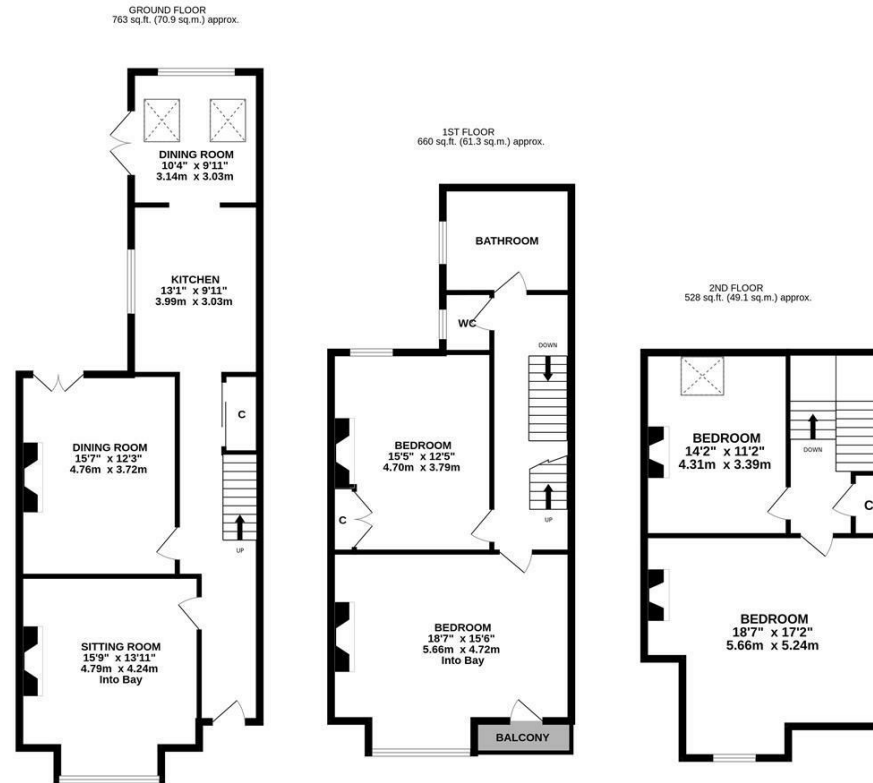 GROUND FLOOR
763 sq.ft. (70.9 sq.m.) approx.
DINING ROOM
10'4" x 9'11"
3.14m x 3.03m
KITCHEN
13'1" x 9'11"
3.99m x 3.03m
C
DINING ROOM
15'7" x 12'3"
4.76m x 3.72m
UP
SITTING ROOM
15'9" x 13'11"
4.79m x 4.24m
Into Bay
1ST FLOOR
660 sq.ft. (61.3 sq.m.) approx.
BATHROOM
WC
DOWN
BEDROOM
15'5" x 12'5"
4.70m x 3.79m
C
UP
BEDROOM
18'7" x 15'6"
5.66m x 4.72m
Into Bay
BALCONY
2ND FLOOR
528 sq.ft. (49.1 sq.m.) approx.
BEDROOM
14'2" x 11'2"
4.31m x 3.39m
DOWN
C
BEDROOM
18'7" x 17'2"
5.66m x 5.24m